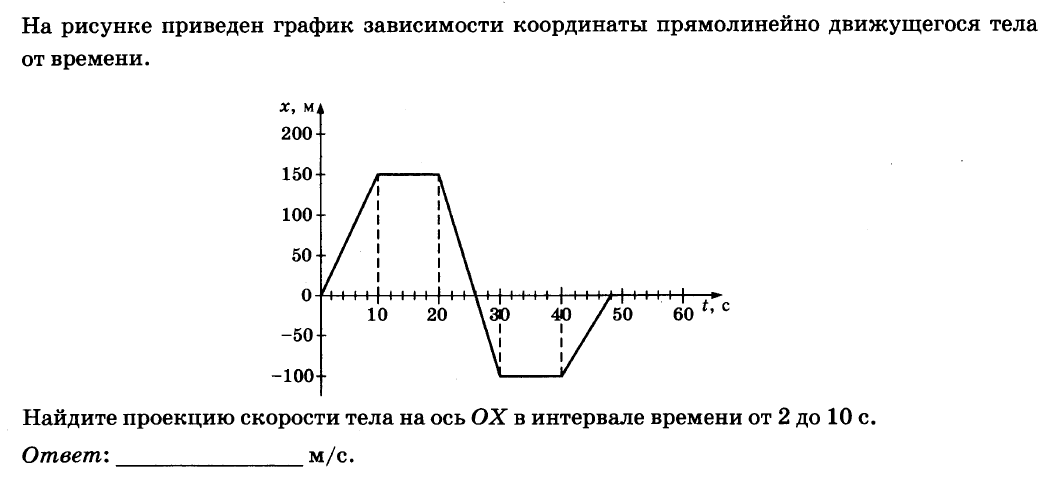 На рисунке приведен график зависимости координаты прямолинейно движущегося тела
от времени.
x, м
200
150
100
50
0
−50
−100
10 20 30 40 50 60 t, с
Найдите проекцию скорости тела на ось OX в интервале времени от 2 до 10 с.
Ответ: _________________ м/с.